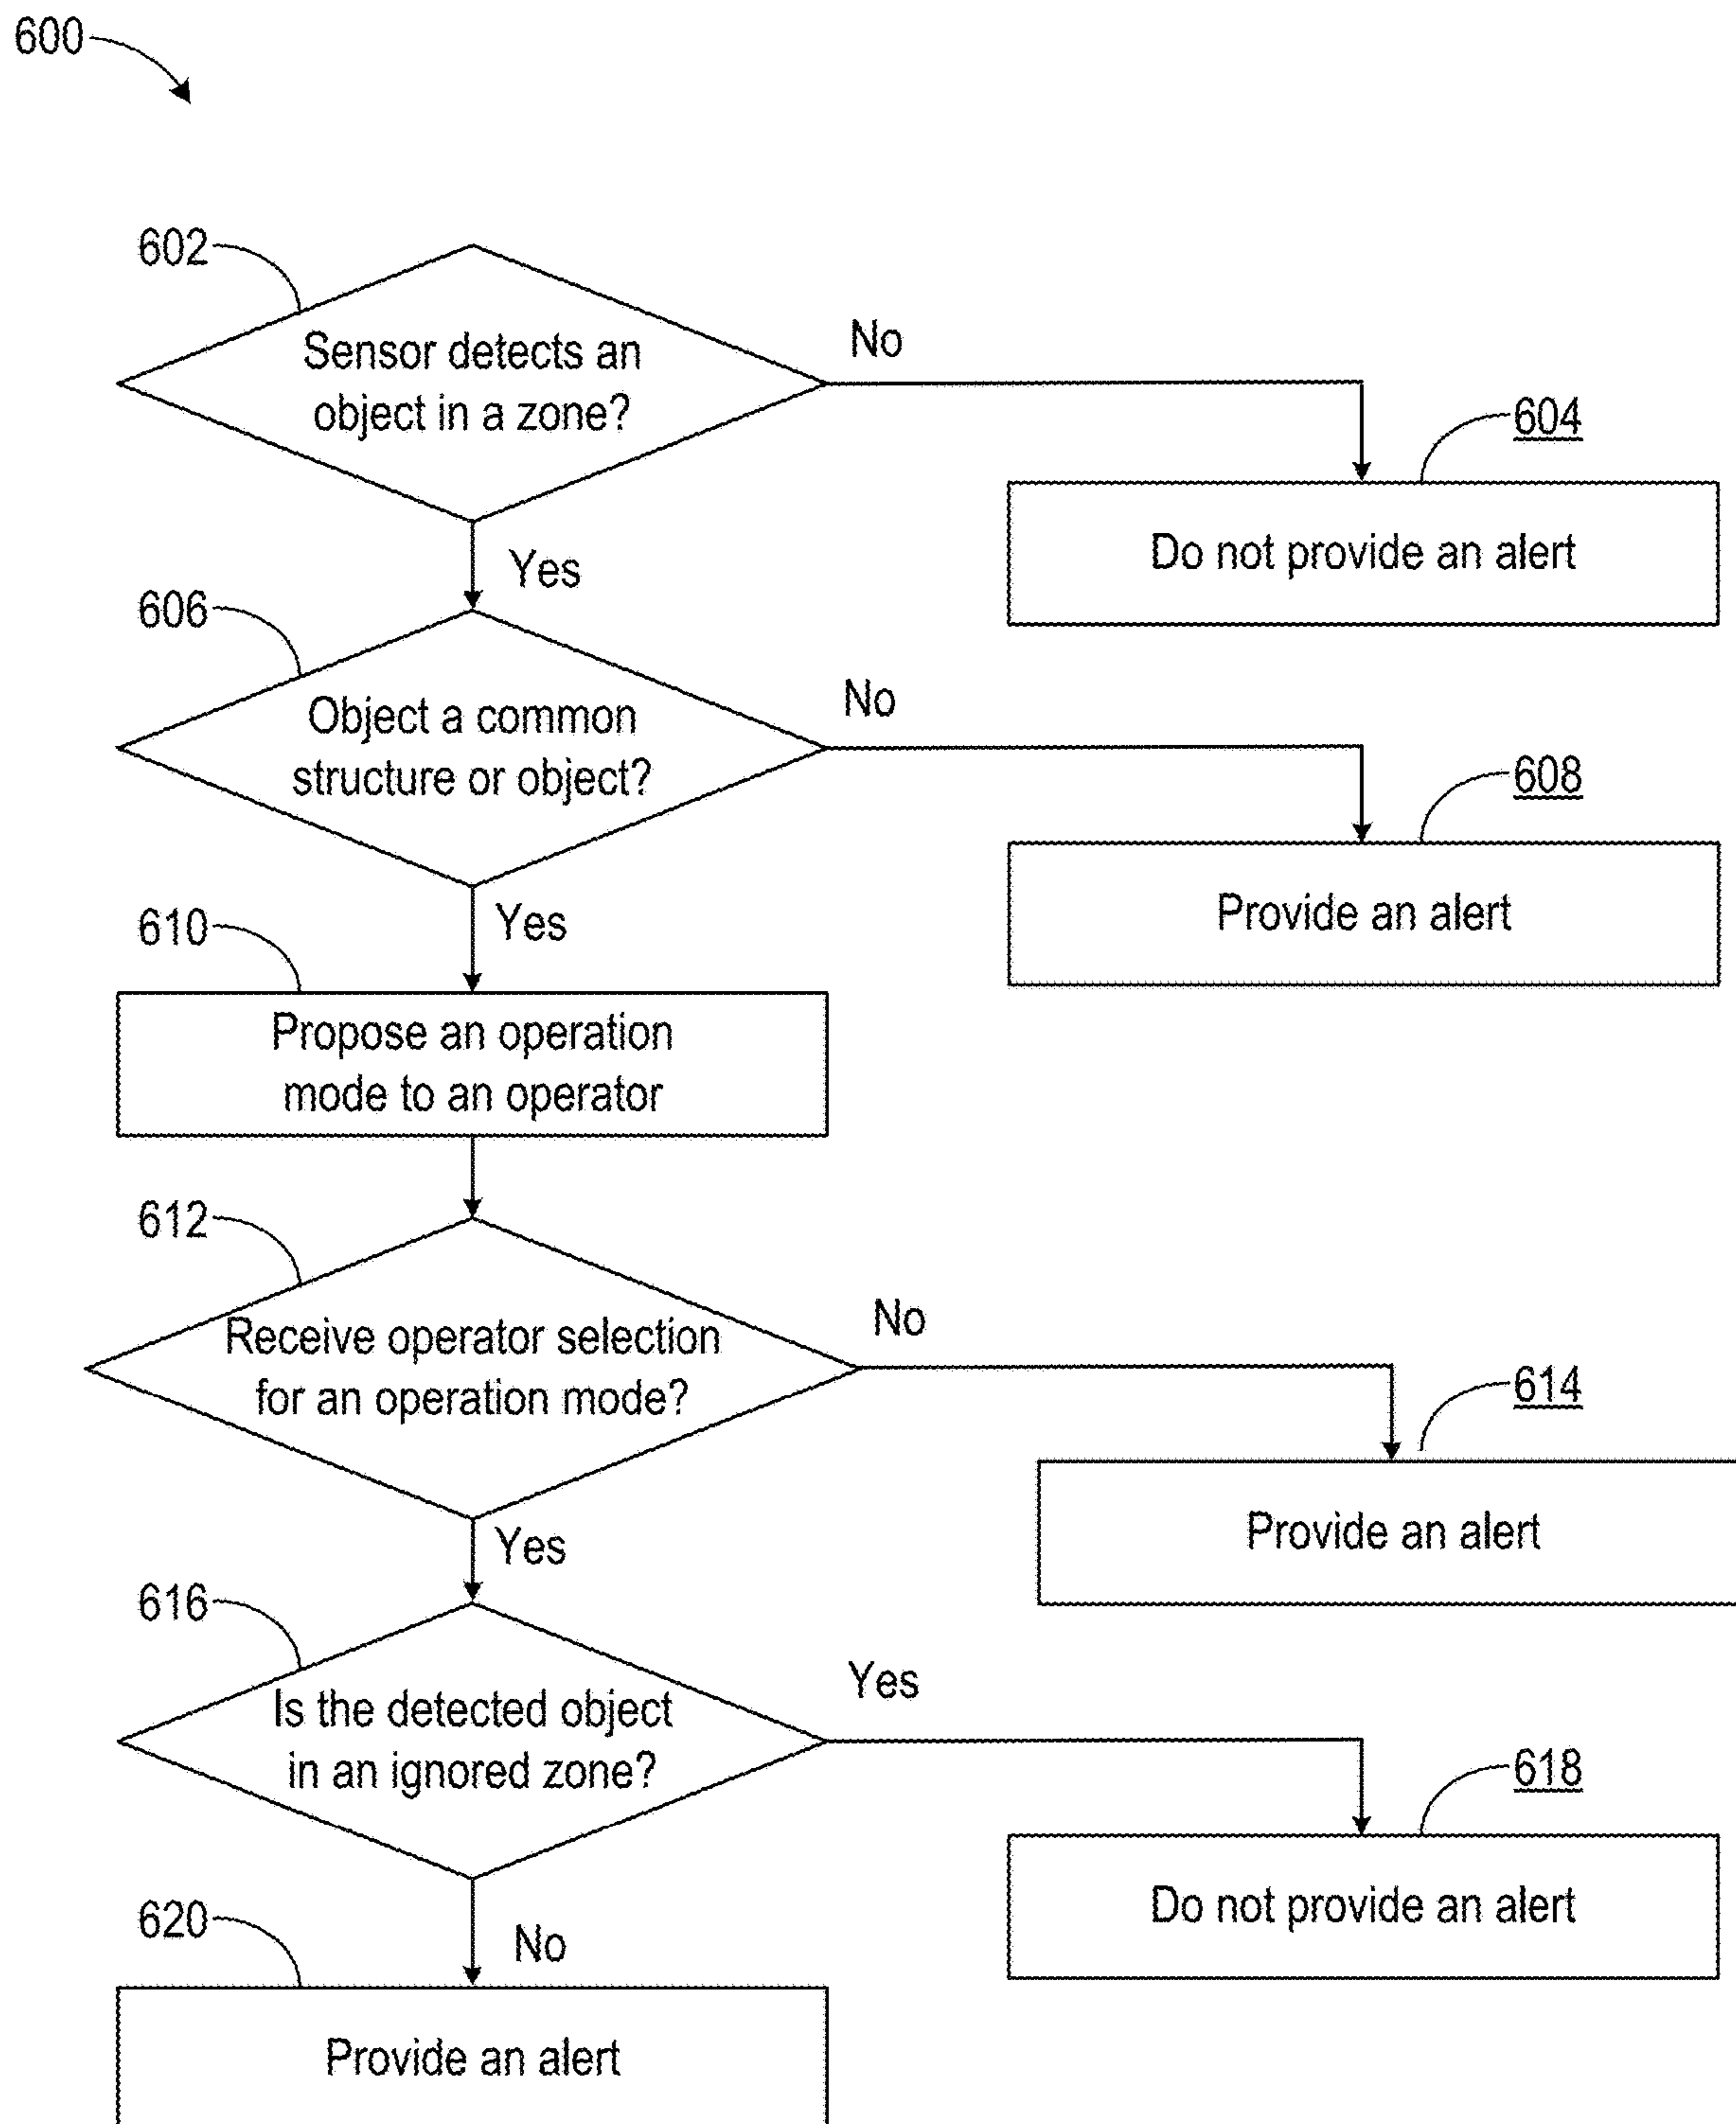 600
602
Sensor detects an
object in a zone?
No
604
Do not provide an alert
Yes
606
Object a common
structure or object?
No
608
Provide an alert
Yes
610
Propose an operation
mode to an operator
612
Receive operator selection
for an operation mode?
No
614
Provide an alert
Yes
616
Is the detected object
in an ignored zone?
Yes
618
Do not provide an alert
No
620
Provide an alert